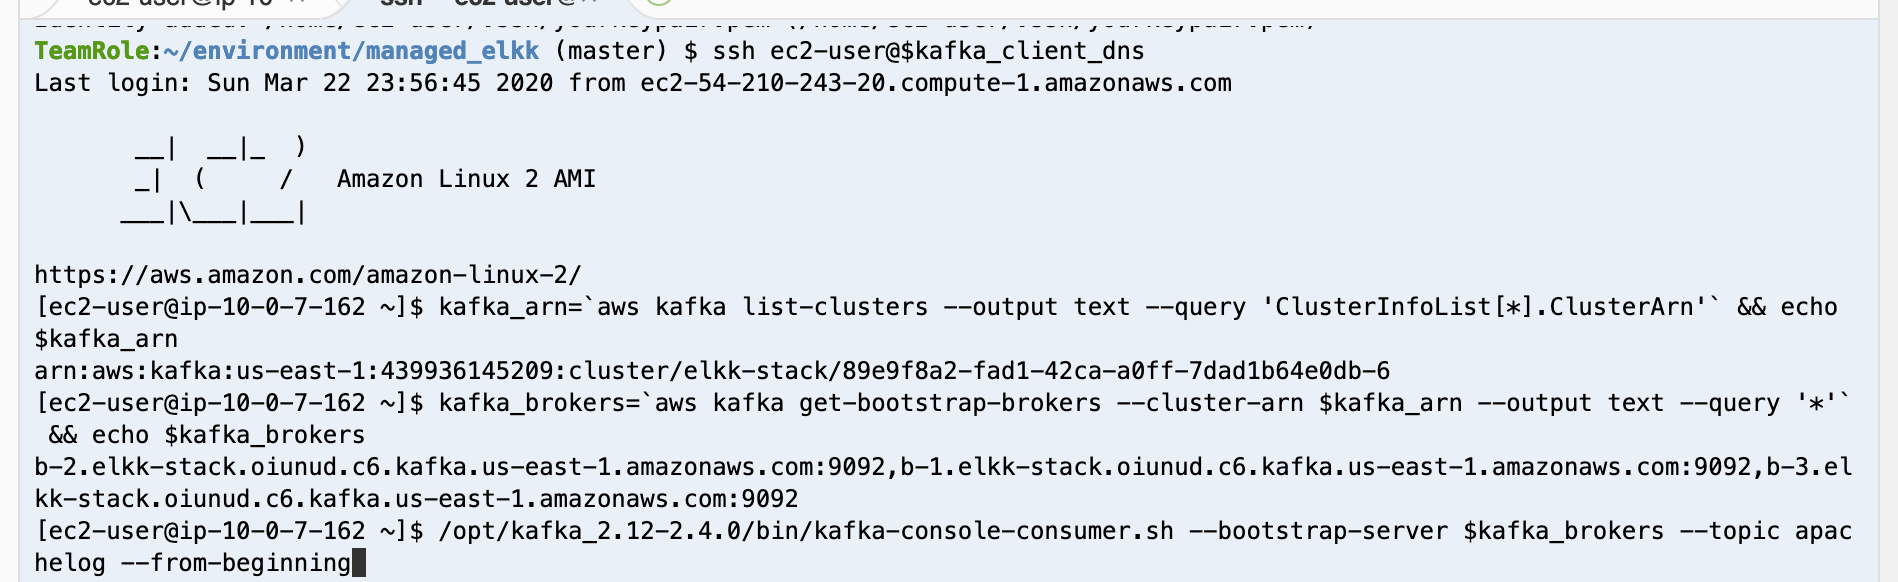 TeamRole:~/environment/managed_elkk (master) $ ssh ec2-user@$kafka_client_dns
Last login: Sun Mar 22 23:56:45 2020 from ec2-54-210-243-20.compute-1.amazonaws.com
       __|  __|_  )
       _|  (     /   Amazon Linux 2 AMI
      ___|\___|___|
https://aws.amazon.com/amazon-linux-2/
[ec2-user@ip-10-0-7-162 ~]$ kafka_arn=`aws kafka list-clusters --output text --query 'ClusterInfoList[*].ClusterArn'` && echo
$kafka_arn
arn:aws:kafka:us-east-1:439936145209:cluster/elkk-stack/89e9f8a2-fad1-42ca-a0ff-7dad1b64e0db-6
[ec2-user@ip-10-0-7-162 ~]$ kafka_brokers=`aws kafka get-bootstrap-brokers --cluster-arn $kafka_arn --output text --query '*'`
 && echo $kafka_brokers
b-2.elkk-stack.oiunud.c6.kafka.us-east-1.amazonaws.com:9092,b-1.elkk-stack.oiunud.c6.kafka.us-east-1.amazonaws.com:9092,b-3.el
kk-stack.oiunud.c6.kafka.us-east-1.amazonaws.com:9092
[ec2-user@ip-10-0-7-162 ~]$ /opt/kafka_2.12-2.4.0/bin/kafka-console-consumer.sh --bootstrap-server $kafka_brokers --topic apac
helog --from-beginning